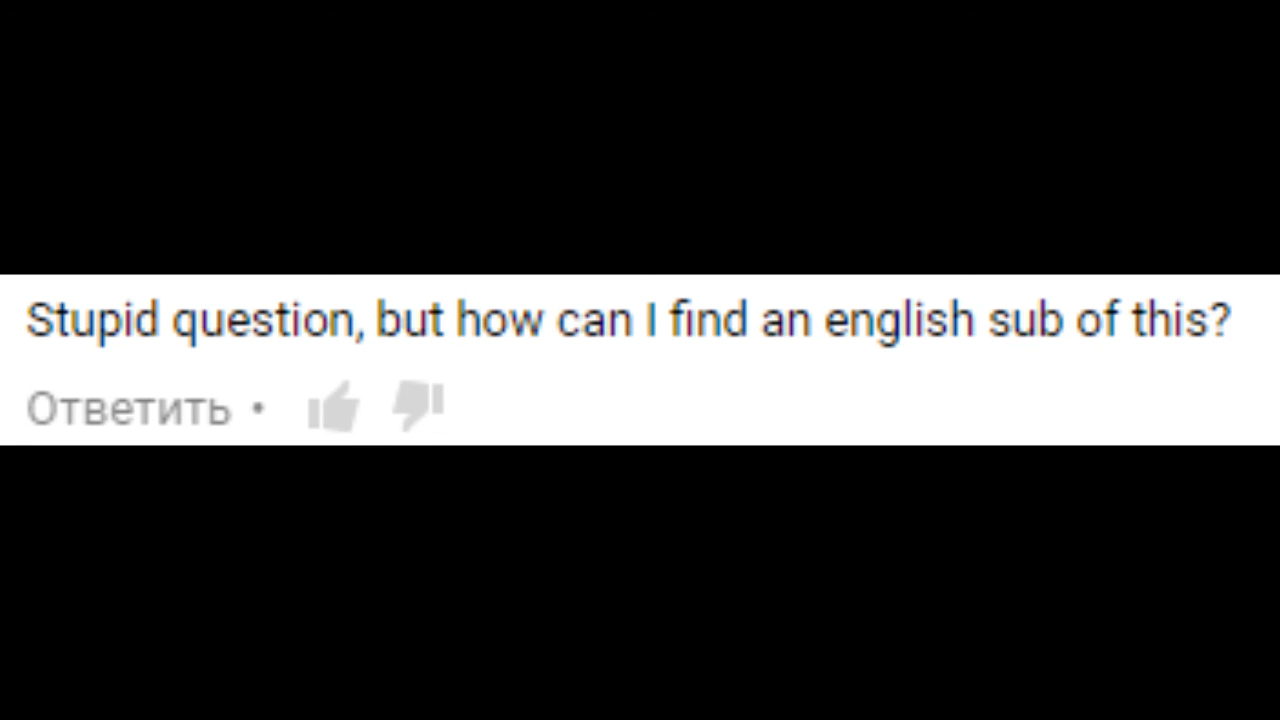 Stupid question, but how can I find an english sub of this?
Ответить •